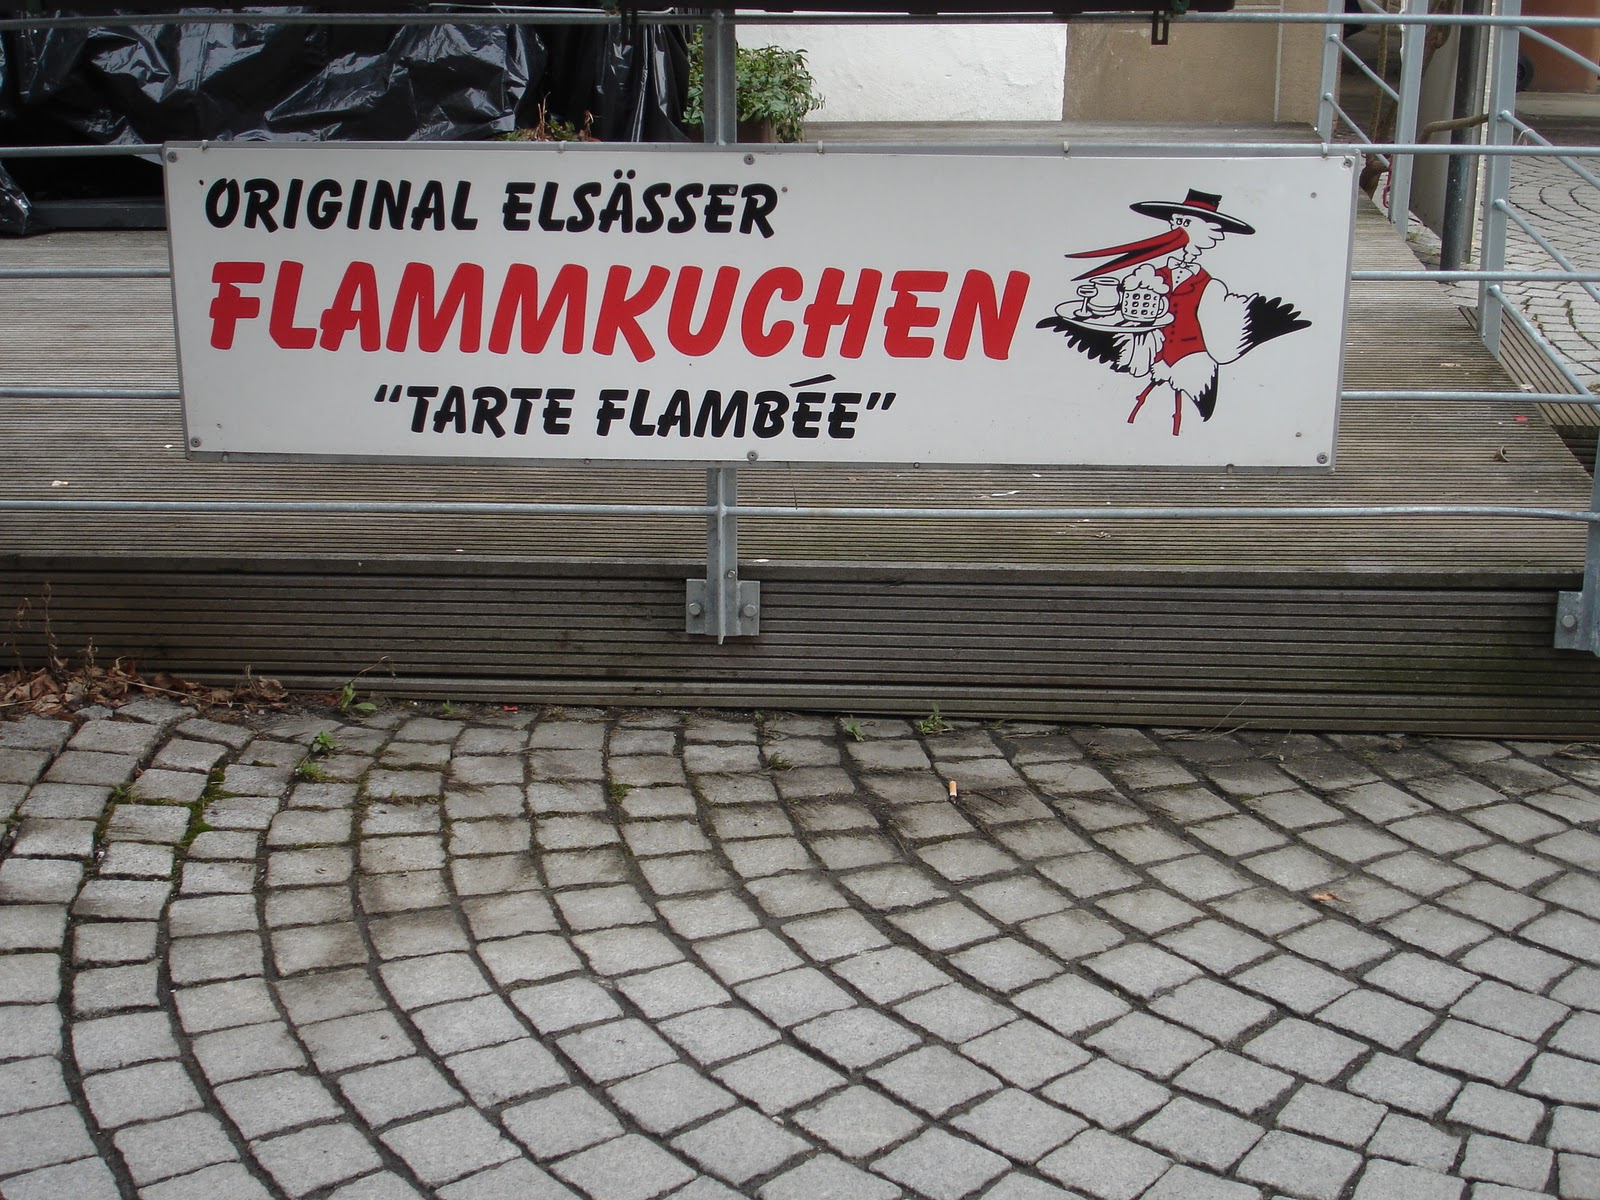 ORIGINAL ELSÄSSER
FLAMMKUCHEN
“TARTE FLAMBÉE”